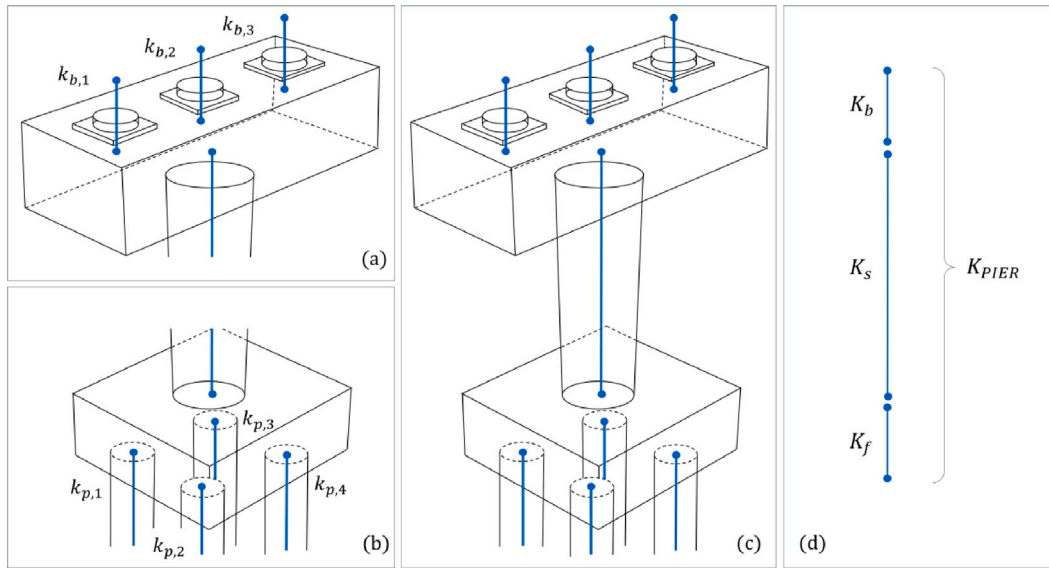 k_{b,1}
k_{b,2}
k_{b,3}
(a)
k_{p,1}
k_{p,2}
k_{p,3}
k_{p,4}
(b)
(c)
K_b
K_s
K_f
K_{PIER}
(d)